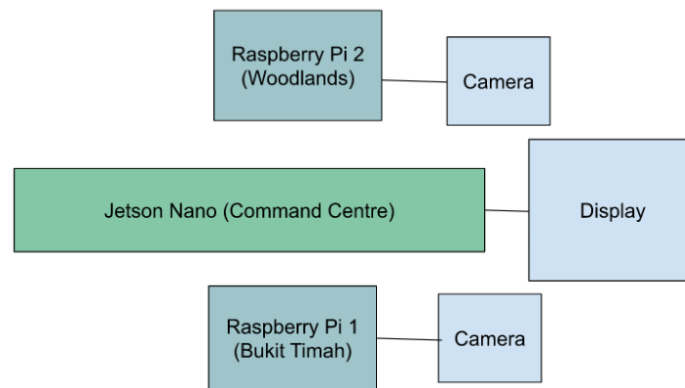 Raspberry Pi 2
(Woodlands)
Camera
Jetson Nano (Command Centre)
Display
Raspberry Pi 1
(Bukit Timah)
Camera